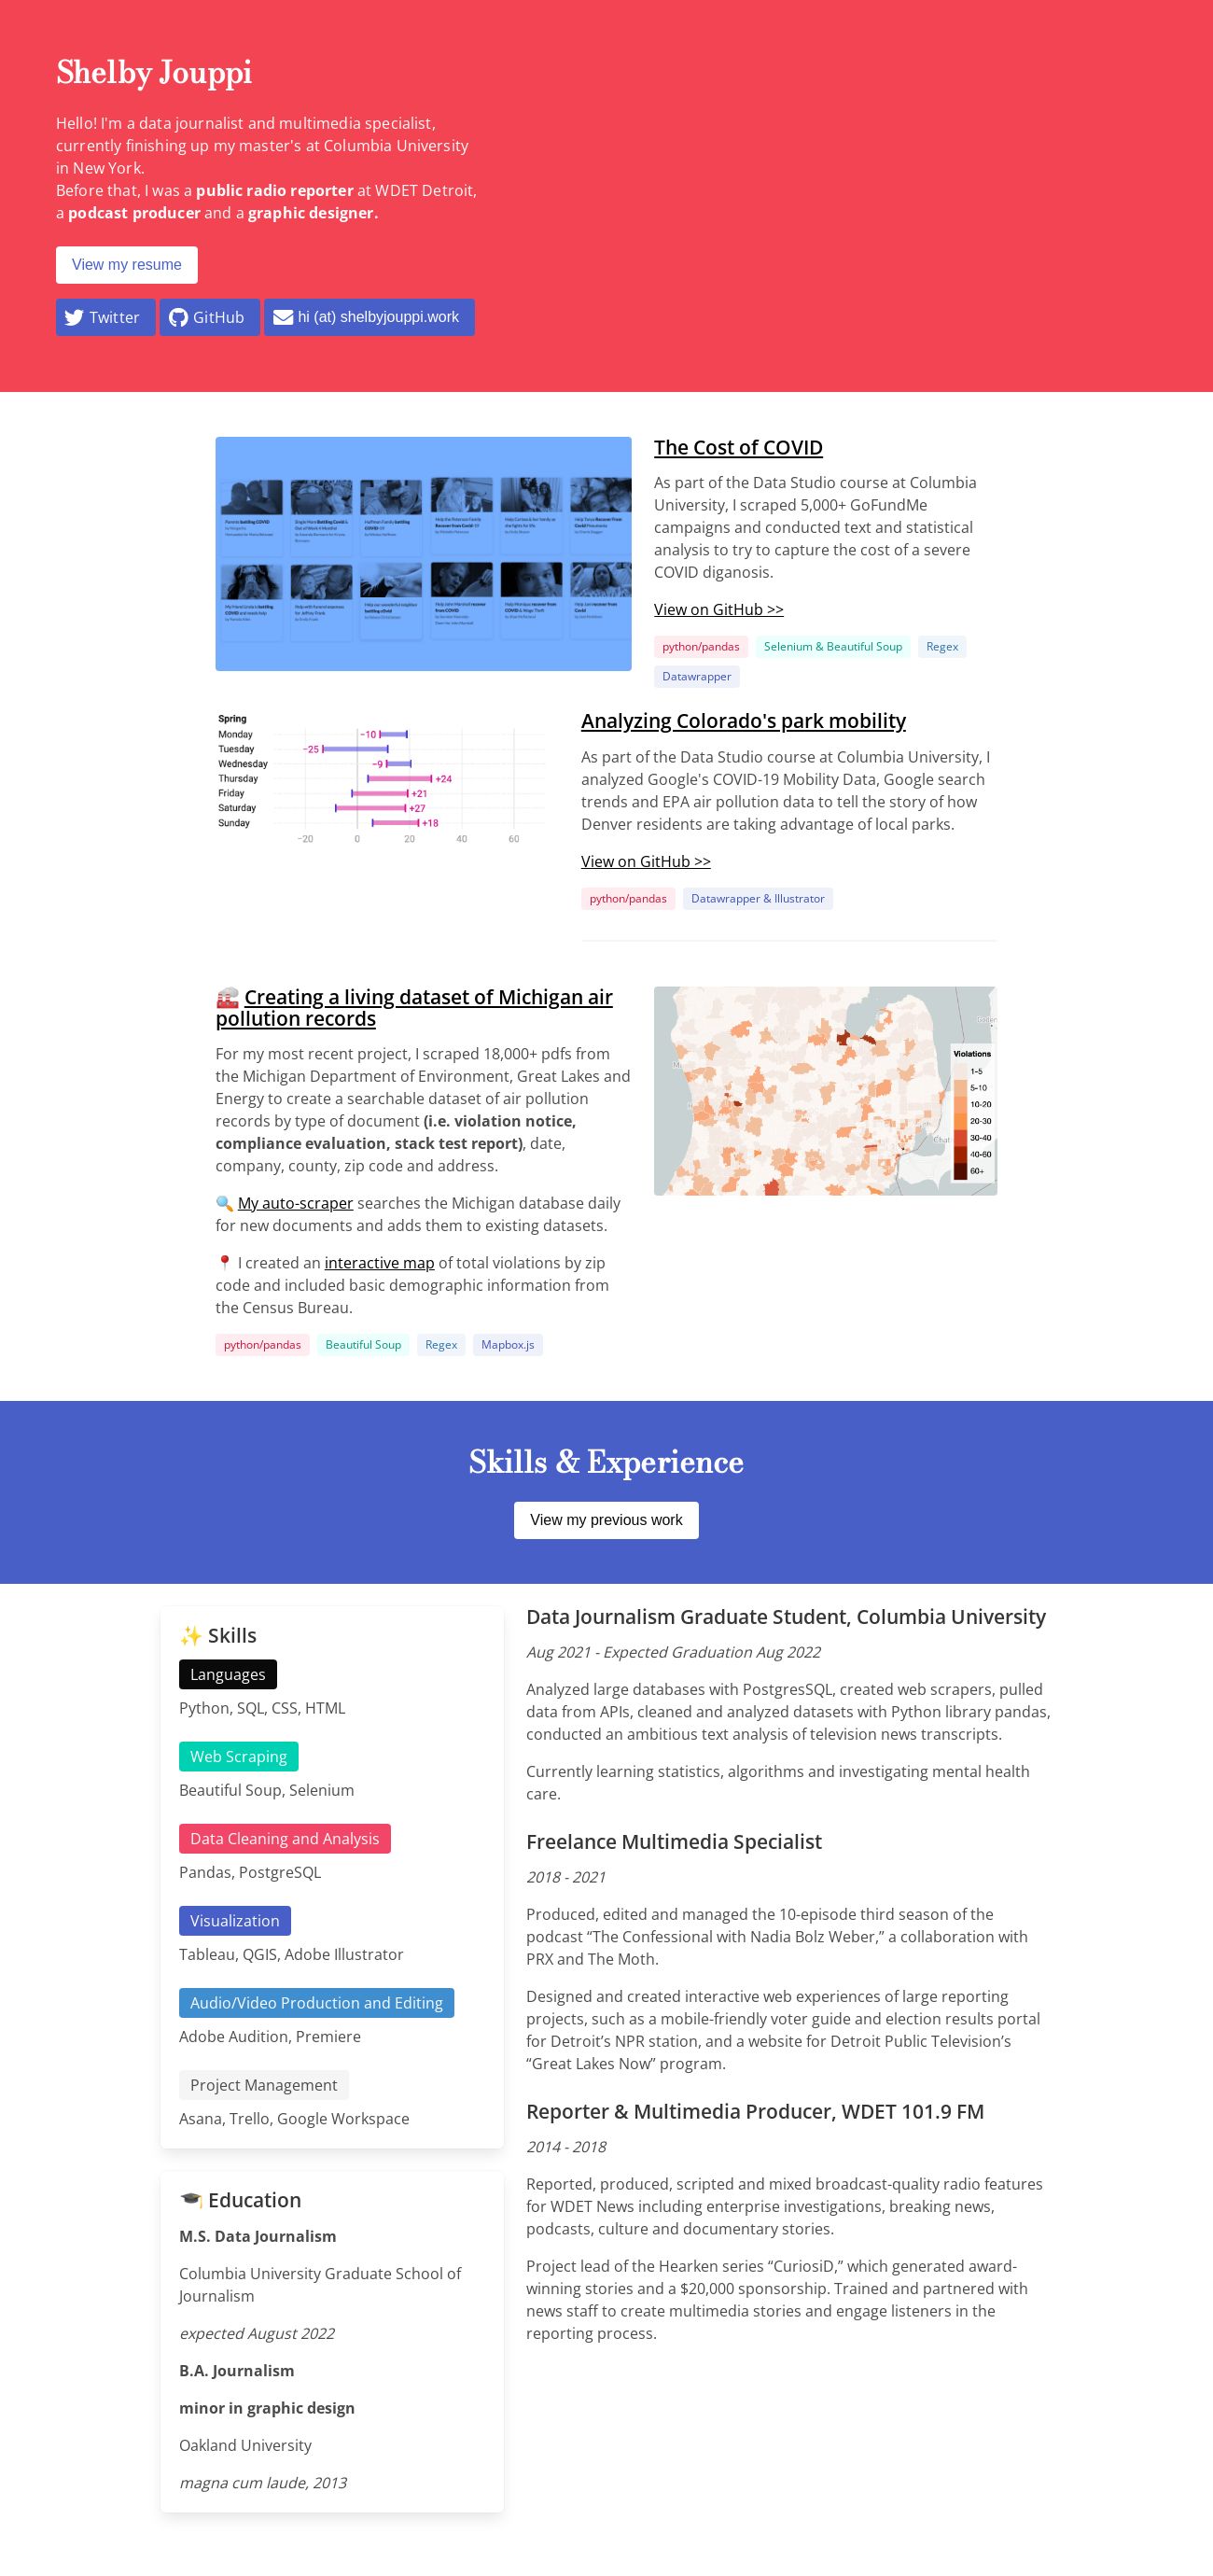 Shelby Jouppi
Hello! I'm a data journalist and multimedia specialist,
currently finishing up my master's at Columbia University
in New York.
Before that, I was a public radio reporter at WDET Detroit,
a podcast producer and a graphic designer.
View my resume
Twitter
GitHub
hi (at) shelbyjouppi.work
The Cost of COVID
As part of the Data Studio course at Columbia
University, I scraped 5,000+ GoFundMe
campaigns and conducted text and statistical
analysis to try to capture the cost of a severe
COVID diganosis.
View on GitHub >>
python/pandas
Selenium & Beautiful Soup
Regex
Datawrapper
Spring
Monday −10
Tuesday −25
Wednesday −9
Thursday +24
Friday +21
Saturday +27
Sunday +18
−20 0 20 40 60
Analyzing Colorado's park mobility
As part of the Data Studio course at Columbia University, I
analyzed Google's COVID-19 Mobility Data, Google search
trends and EPA air pollution data to tell the story of how
Denver residents are taking advantage of local parks.
View on GitHub >>
python/pandas
Datawrapper & Illustrator
🏭 Creating a living dataset of Michigan air
pollution records
For my most recent project, I scraped 18,000+ pdfs from
the Michigan Department of Environment, Great Lakes and
Energy to create a searchable dataset of air pollution
records by type of document (i.e. violation notice,
compliance evaluation, stack test report), date,
company, county, zip code and address.
🔍 My auto-scraper searches the Michigan database daily
for new documents and adds them to existing datasets.
📍 I created an interactive map of total violations by zip
code and included basic demographic information from
the Census Bureau.
python/pandas
Beautiful Soup
Regex
Mapbox.js
Violations
1-5
5-10
10-20
20-30
30-40
40-60
60+
Skills & Experience
View my previous work
✨ Skills
Languages
Python, SQL, CSS, HTML
Web Scraping
Beautiful Soup, Selenium
Data Cleaning and Analysis
Pandas, PostgreSQL
Visualization
Tableau, QGIS, Adobe Illustrator
Audio/Video Production and Editing
Adobe Audition, Premiere
Project Management
Asana, Trello, Google Workspace
🎓 Education
M.S. Data Journalism
Columbia University Graduate School of
Journalism
expected August 2022
B.A. Journalism
minor in graphic design
Oakland University
magna cum laude, 2013
Data Journalism Graduate Student, Columbia University
Aug 2021 - Expected Graduation Aug 2022
Analyzed large databases with PostgresSQL, created web scrapers, pulled
data from APIs, cleaned and analyzed datasets with Python library pandas,
conducted an ambitious text analysis of television news transcripts.
Currently learning statistics, algorithms and investigating mental health
care.
Freelance Multimedia Specialist
2018 - 2021
Produced, edited and managed the 10-episode third season of the
podcast “The Confessional with Nadia Bolz Weber,” a collaboration with
PRX and The Moth.
Designed and created interactive web experiences of large reporting
projects, such as a mobile-friendly voter guide and election results portal
for Detroit’s NPR station, and a website for Detroit Public Television’s
“Great Lakes Now” program.
Reporter & Multimedia Producer, WDET 101.9 FM
2014 - 2018
Reported, produced, scripted and mixed broadcast-quality radio features
for WDET News including enterprise investigations, breaking news,
podcasts, culture and documentary stories.
Project lead of the Hearken series “CuriosiD,” which generated award-
winning stories and a $20,000 sponsorship. Trained and partnered with
news staff to create multimedia stories and engage listeners in the
reporting process.